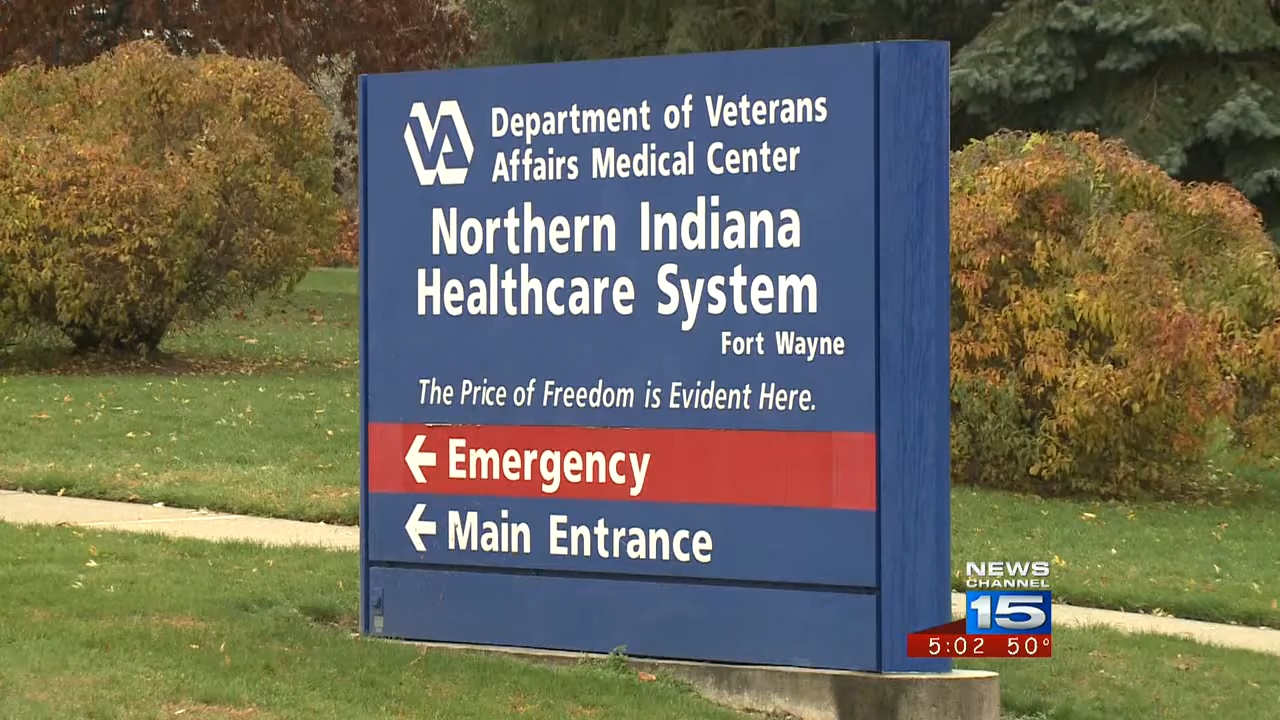 VA
Department of Veterans
Affairs Medical Center
Northern Indiana
Healthcare System
Fort Wayne
The Price of Freedom is Evident Here.
← Emergency
← Main Entrance
NEWS
CHANNEL
15
5:02 50°